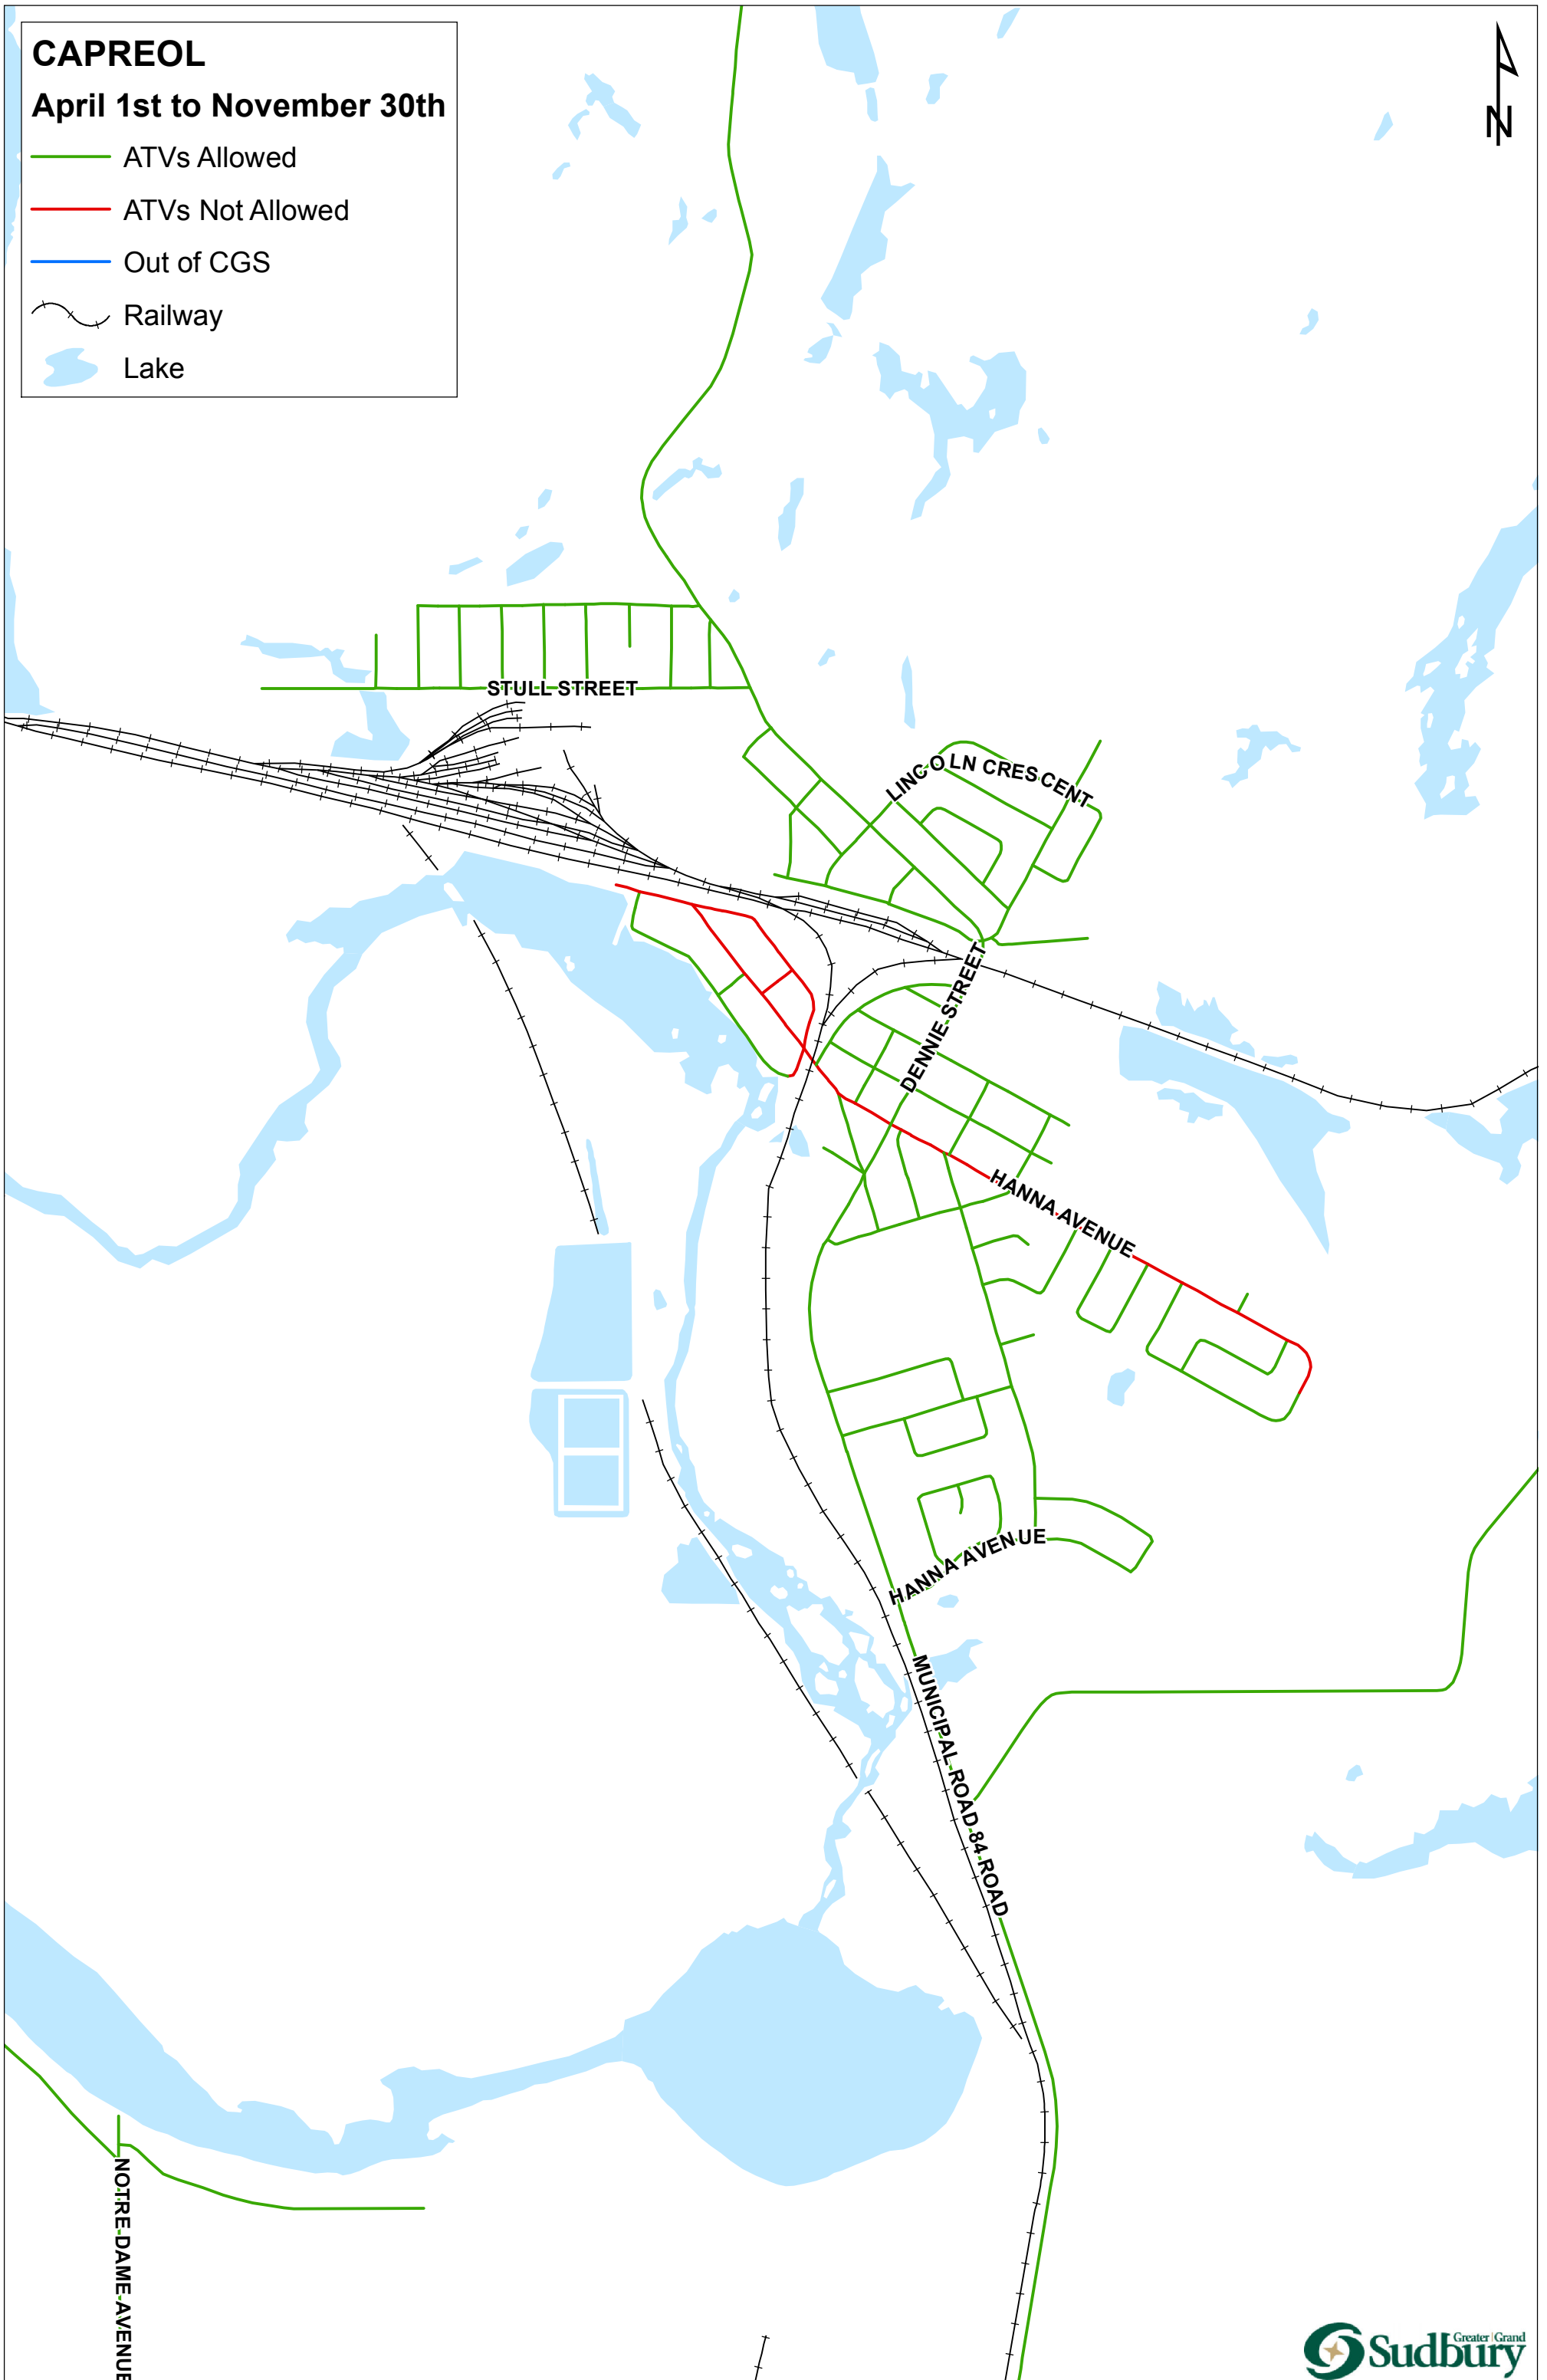 CAPREOL
April 1st to November 30th
ATVs Allowed
ATVs Not Allowed
Out of CGS
Railway
Lake
N
STULL STREET
LINCOLN CRESCENT
DENNIE STREET
HANNA AVENUE
HANNA AVENUE
MUNICIPAL ROAD 84 ROAD
NOTRE DAME AVENUE
Greater|Grand
Sudbury